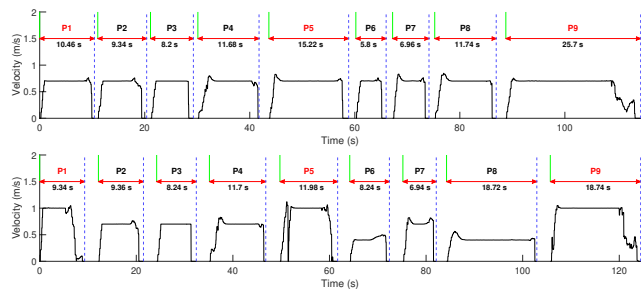 2
P1 P2 P3 P4 P5 P6 P7 P8 P9
1.5
10.46 s 9.34 s 8.2 s 11.68 s 15.22 s 5.8 s 6.96 s 11.74 s 25.7 s
1
0.5
0
Velocity (m/s)
0 20 40 60 80 100
Time (s)
2
P1 P2 P3 P4 P5 P6 P7 P8 P9
1.5
9.34 s 9.36 s 8.24 s 11.7 s 11.98 s 8.24 s 6.94 s 18.72 s 18.74 s
1
0.5
0
Velocity (m/s)
0 20 40 60 80 100 120
Time (s)